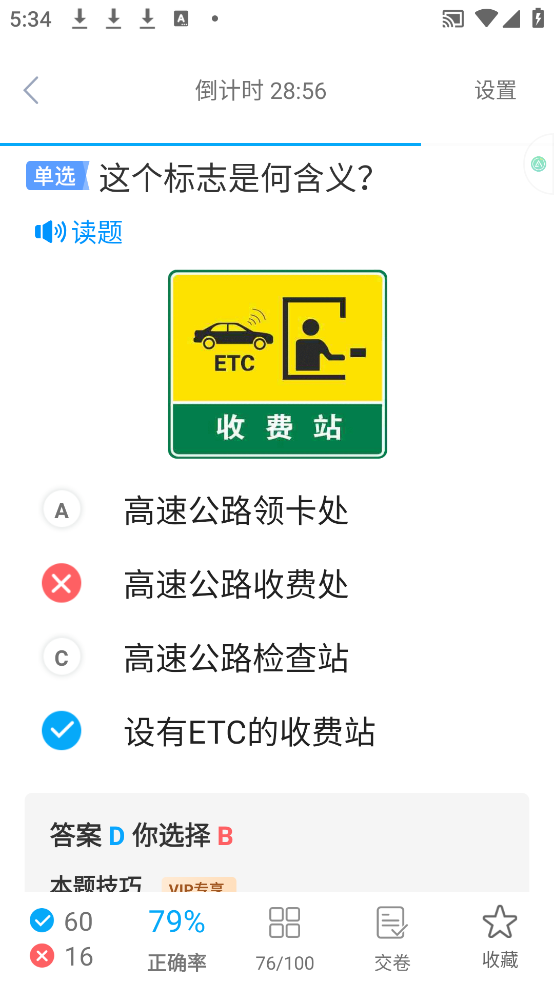 5:34
倒计时 28:56
设置
单选 这个标志是何含义?
读题
ETC
收费站
A 高速公路领卡处
高速公路收费处
C 高速公路检查站
设有ETC的收费站
答案 D 你选择 B
本题技巧 VIP专享
60
79%
16
正确率
76/100
交卷
收藏